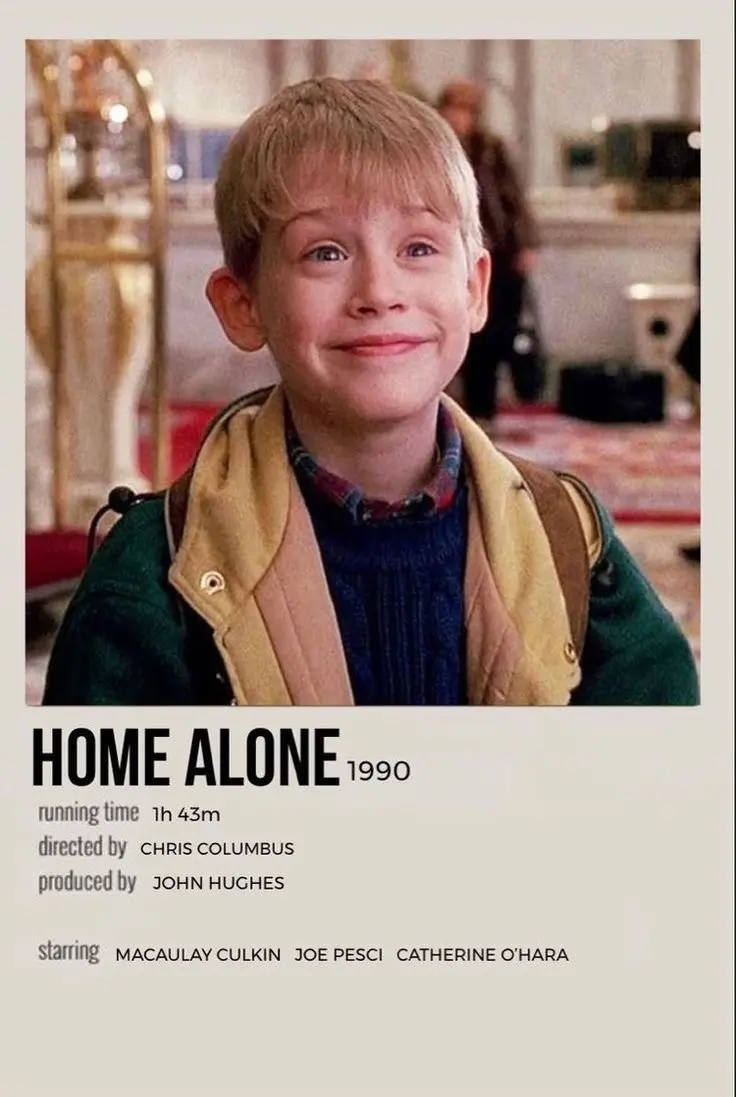 HOME ALONE 1990
running time 1h 43m
directed by CHRIS COLUMBUS
produced by JOHN HUGHES
starring MACAULAY CULKIN JOE PESCI CATHERINE O'HARA